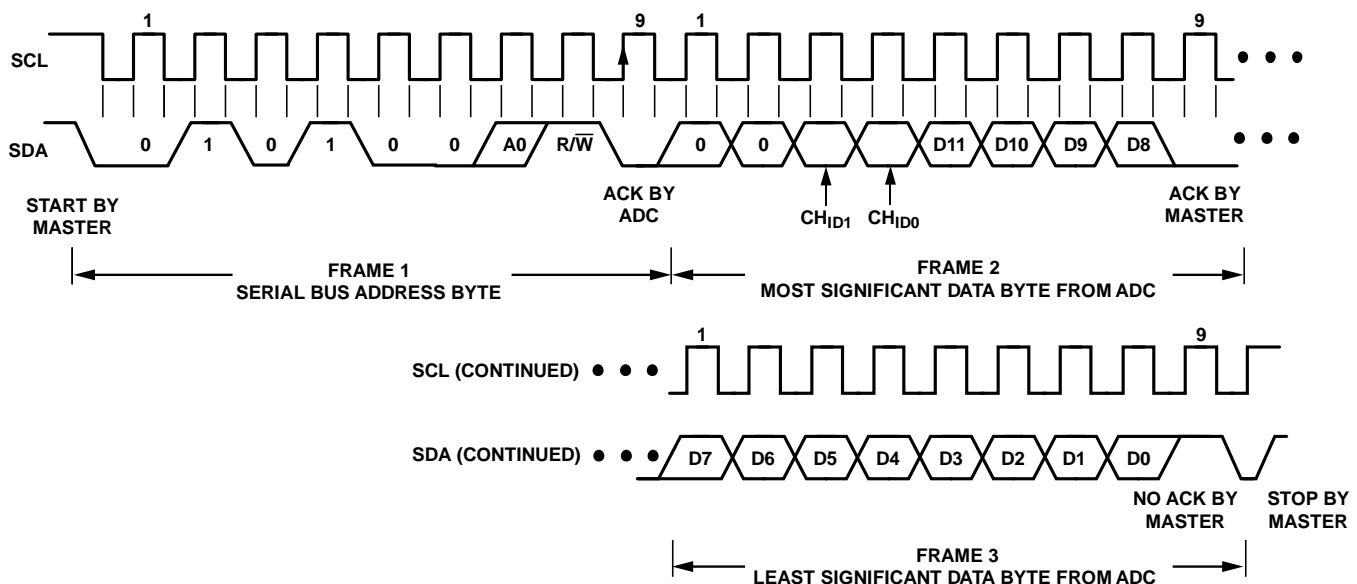 1 9 1 9
SCL
SDA 0 1 0 1 0 0 A0 R/W̅ 0 0 D11 D10 D9 D8
START BY
MASTER
ACK BY
ADC
CH_ID1 CH_ID0
ACK BY
MASTER
FRAME 1
SERIAL BUS ADDRESS BYTE
FRAME 2
MOST SIGNIFICANT DATA BYTE FROM ADC
1 9
SCL (CONTINUED)
SDA (CONTINUED) D7 D6 D5 D4 D3 D2 D1 D0
NO ACK BY
MASTER
STOP BY
MASTER
FRAME 3
LEAST SIGNIFICANT DATA BYTE FROM ADC